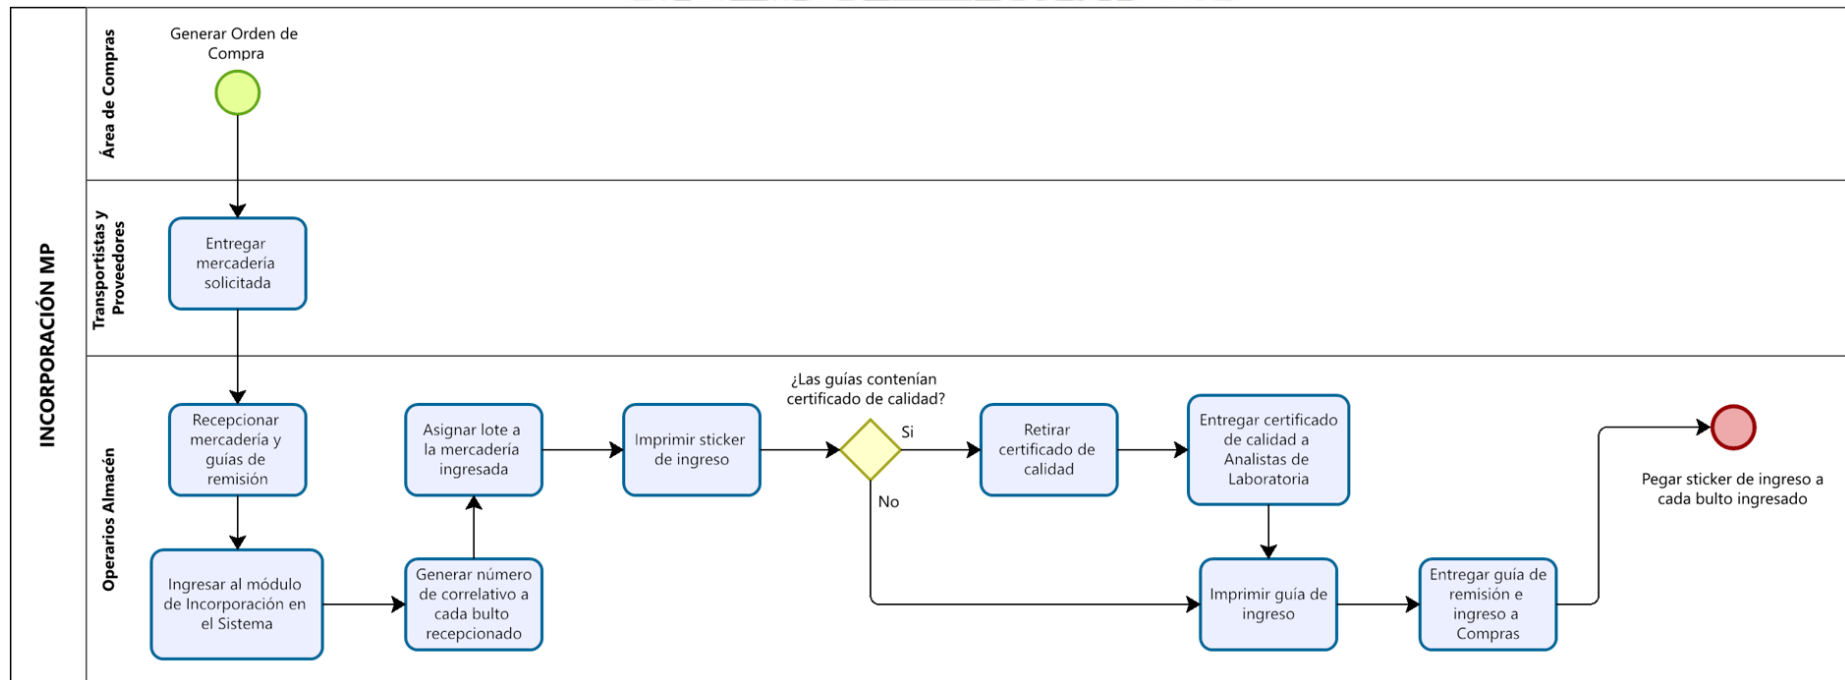 INCORPORACIÓN MP
Área de Compras
Generar Orden de
Compra
Transportistas y
Proveedores
Entregar
mercadería
solicitada
Operarios Almacén
Recepcionar
mercadería y
guías de
remisión
Ingresar al módulo
de Incorporación en
el Sistema
Generar número
de correlativo a
cada bulto
recepcionado
Asignar lote a
la mercadería
ingresada
Imprimir sticker
de ingreso
¿Las guías contenían
certificado de calidad?
Si
No
Retirar
certificado de
calidad
Entregar certificado
de calidad a
Analistas de
Laboratoria
Imprimir guía de
ingreso
Entregar guía de
remisión e
ingreso a
Compras
Pegar sticker de ingreso a
cada bulto ingresado